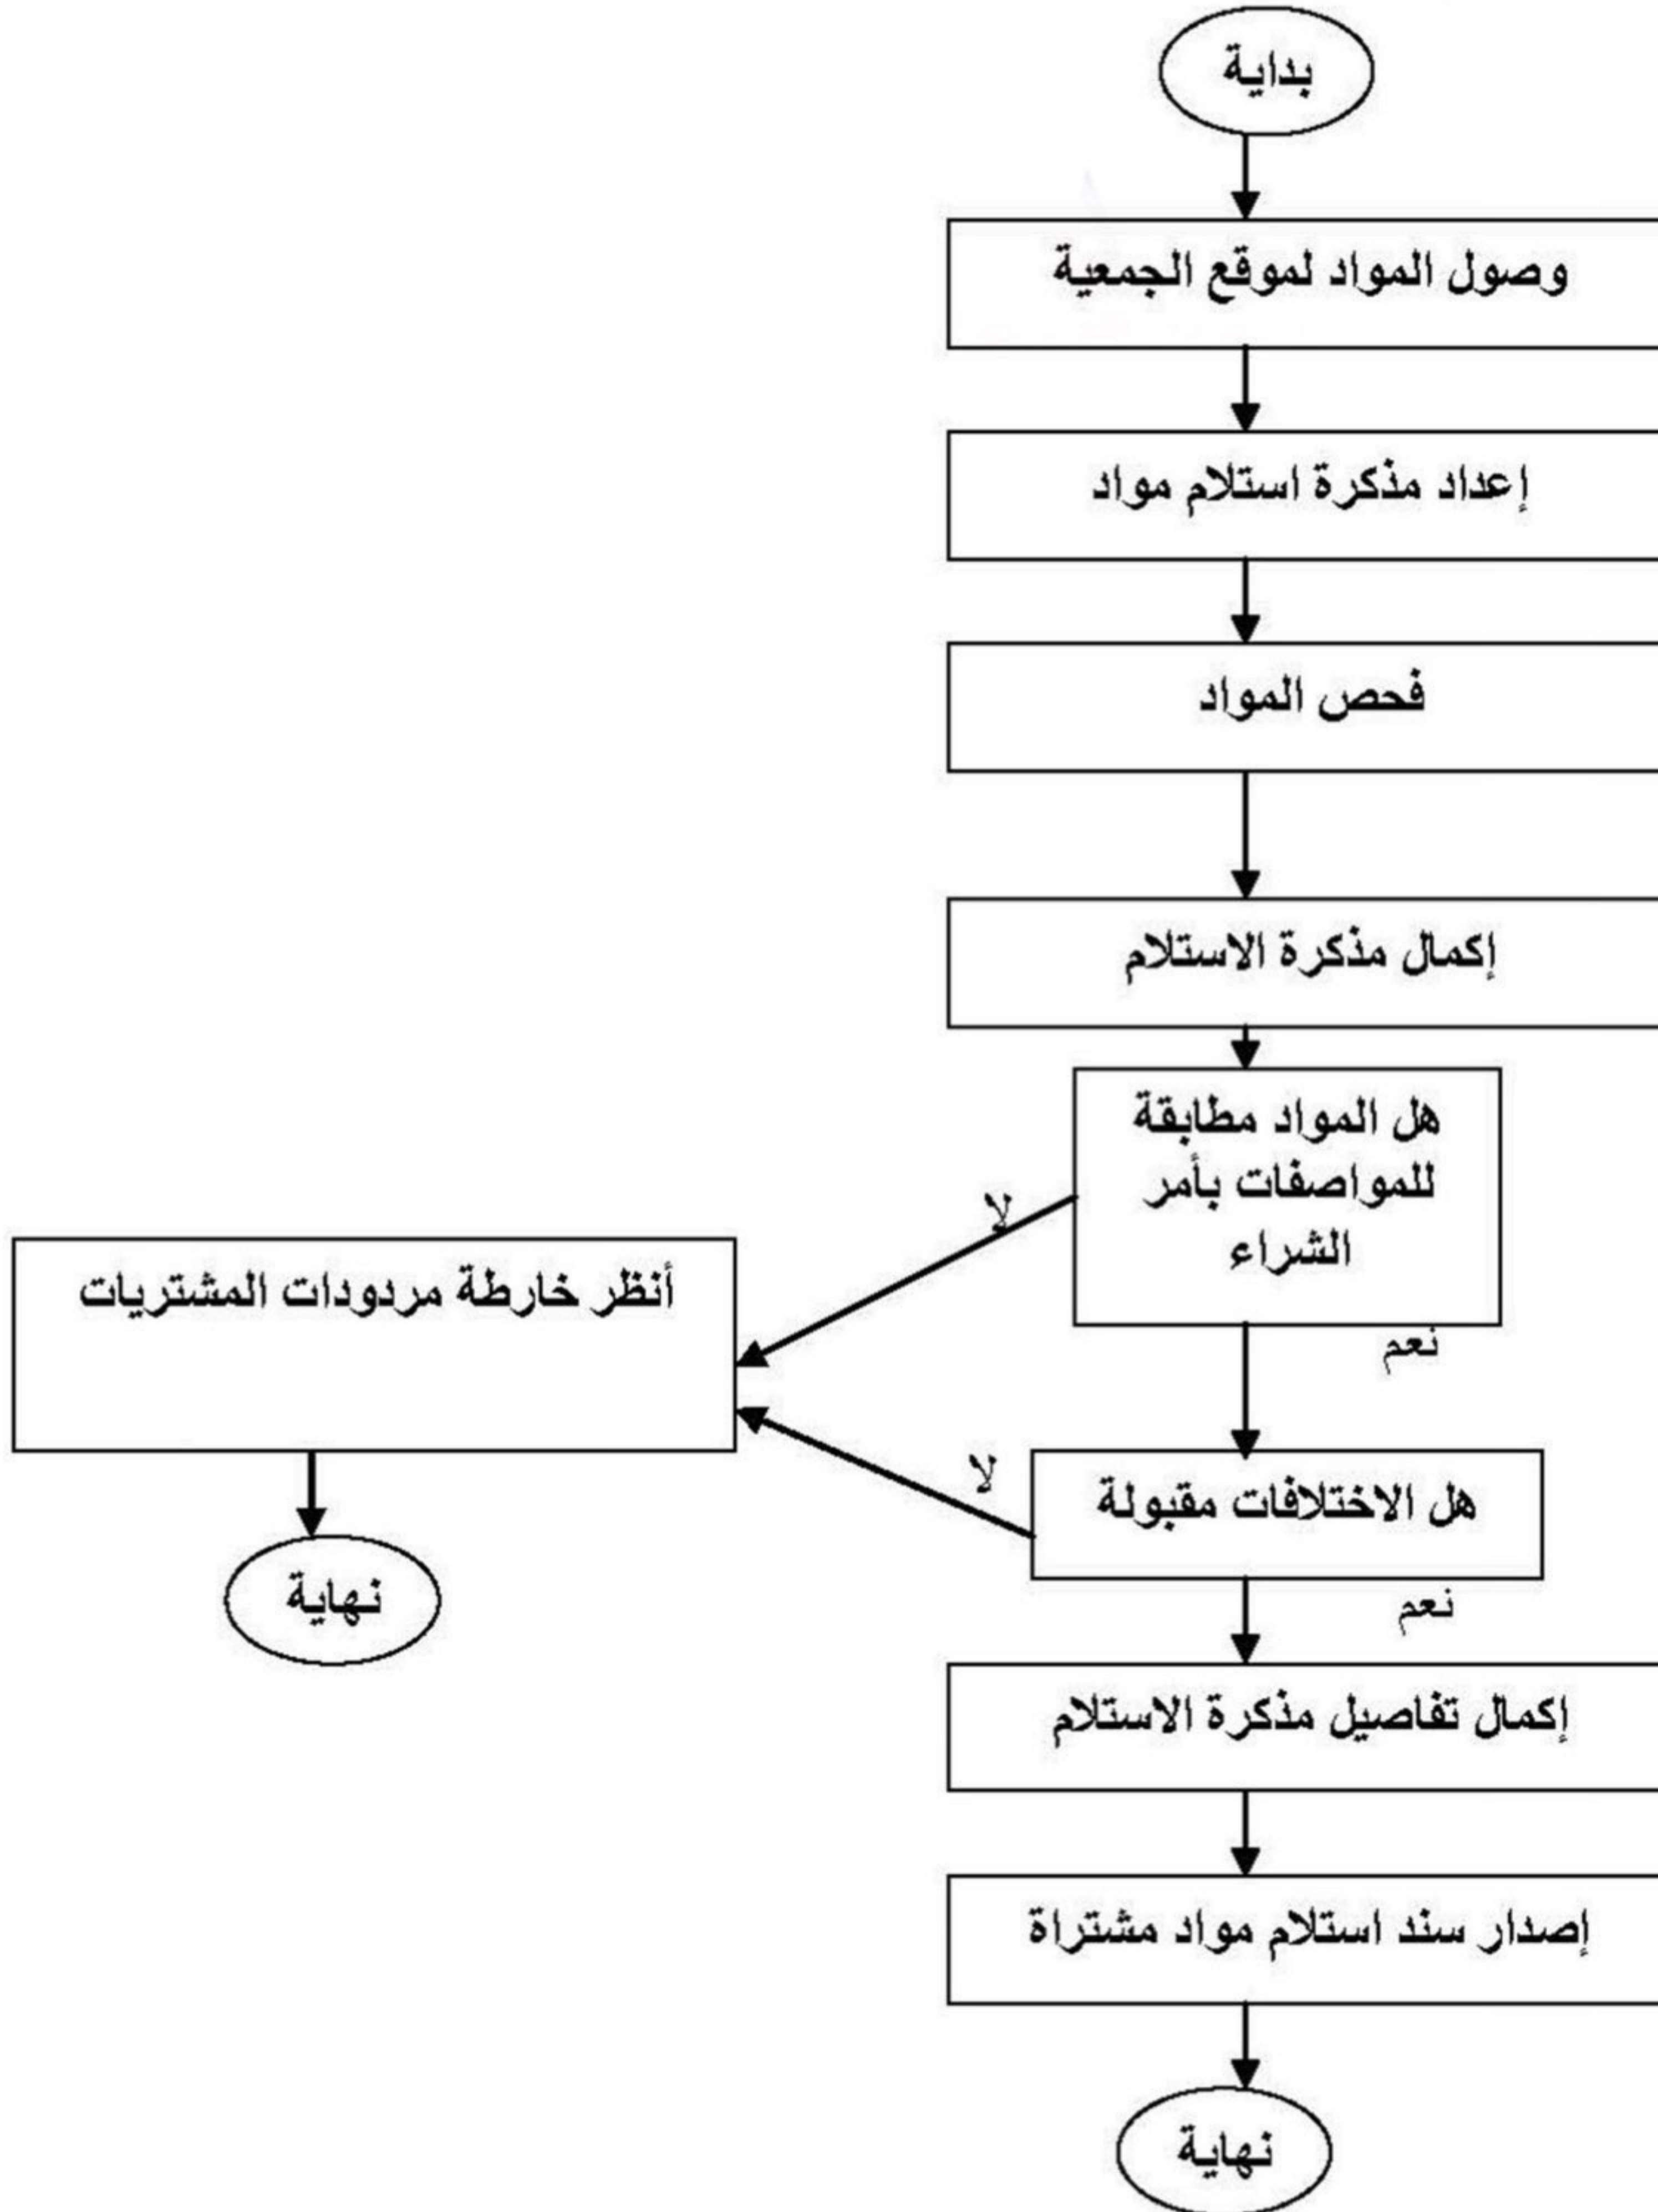 بداية
وصول المواد لموقع الجمعية
إعداد مذكرة استلام مواد
فحص المواد
إكمال مذكرة الاستلام
هل المواد مطابقة
للمواصفات بأمر
الشراء
لا
نعم
أنظر خارطة مردودات المشتريات
هل الاختلافات مقبولة
لا
نعم
نهاية
إكمال تفاصيل مذكرة الاستلام
إصدار سند استلام مواد مشتراة
نهاية